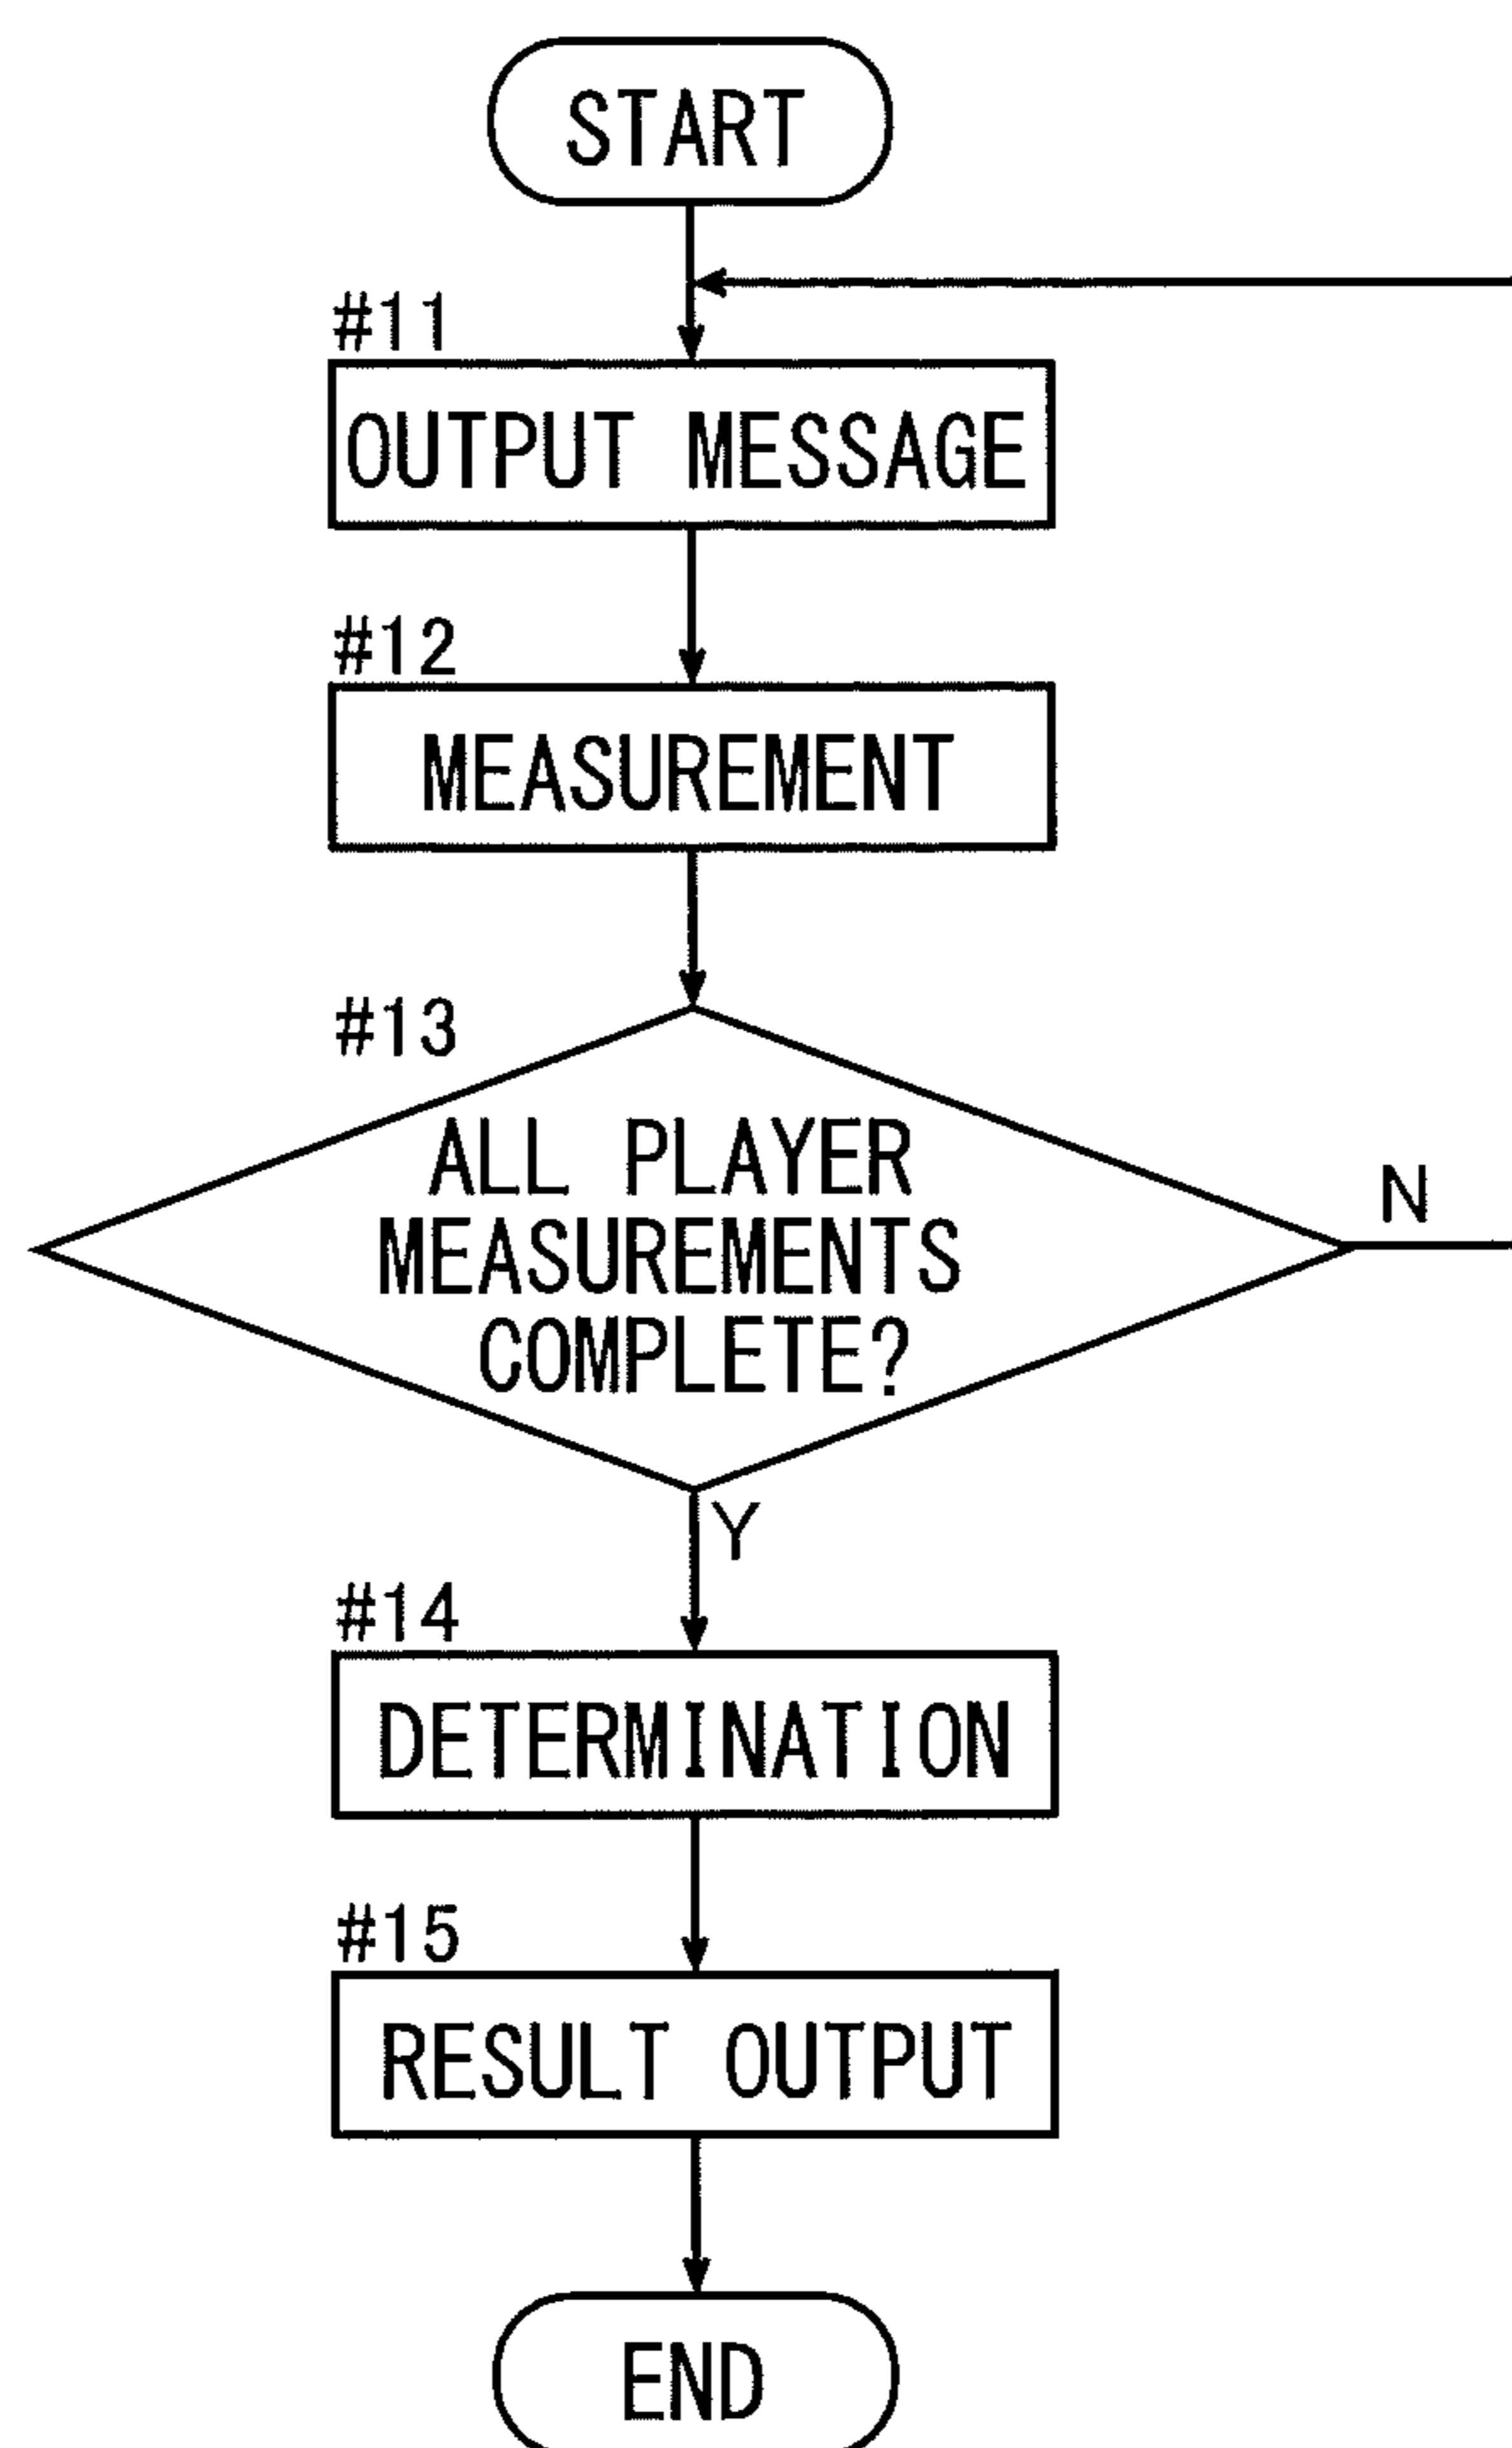 START
#11
OUTPUT MESSAGE
#12
MEASUREMENT
#13
ALL PLAYER
MEASUREMENTS
COMPLETE?
N
Y
#14
DETERMINATION
#15
RESULT OUTPUT
END